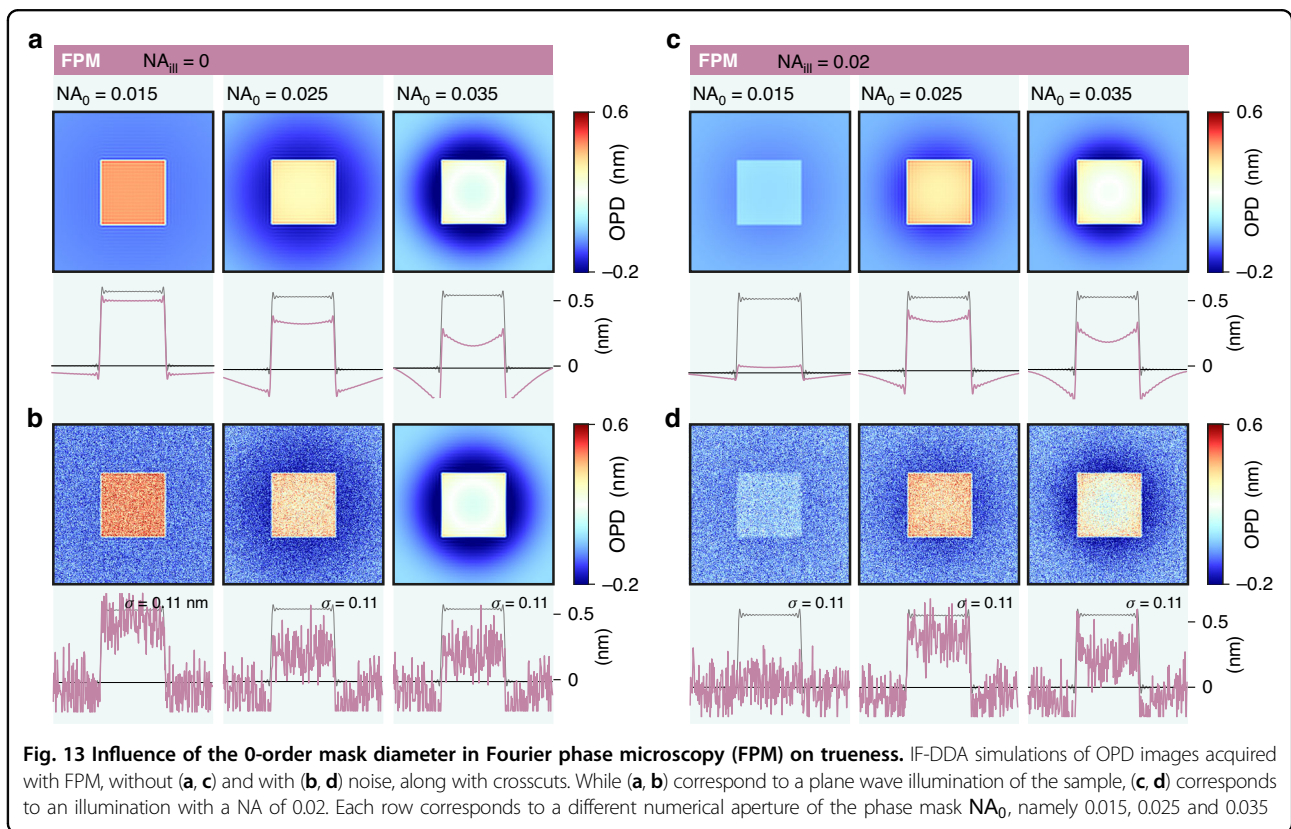 a
FPM NA_ill = 0
NA_0 = 0.015 NA_0 = 0.025 NA_0 = 0.035
0.6
OPD (nm)
−0.2
0.5
0
(nm)
b
0.6
OPD (nm)
−0.2
σ = 0.11 nm σ = 0.11 σ = 0.11
0.5
0
(nm)
c
FPM NA_ill = 0.02
NA_0 = 0.015 NA_0 = 0.025 NA_0 = 0.035
0.6
OPD (nm)
−0.2
0.5
0
(nm)
d
0.6
OPD (nm)
−0.2
σ = 0.11 σ = 0.11 σ = 0.11
0.5
0
(nm)
Fig. 13 Influence of the 0-order mask diameter in Fourier phase microscopy (FPM) on trueness. IF-DDA simulations of OPD images acquired
with FPM, without (a, c) and with (b, d) noise, along with crosscuts. While (a, b) correspond to a plane wave illumination of the sample, (c, d) corresponds
to an illumination with a NA of 0.02. Each row corresponds to a different numerical aperture of the phase mask NA_0, namely 0.015, 0.025 and 0.035